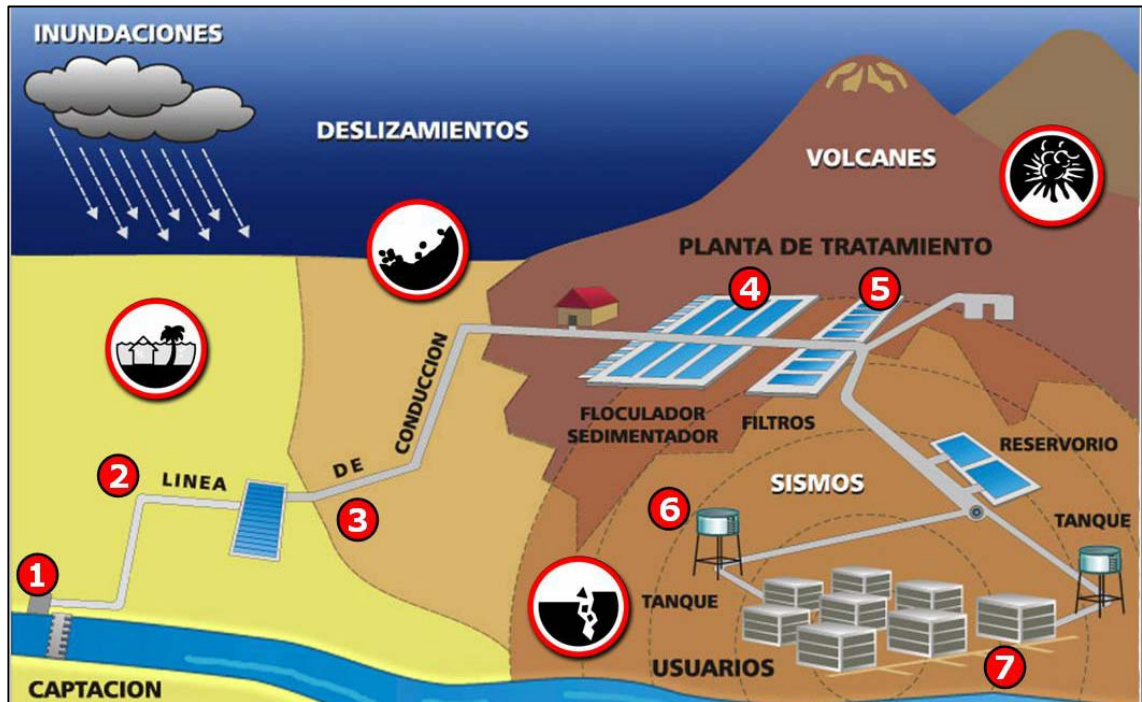 INUNDACIONES
DESLIZAMIENTOS
VOLCANES
PLANTA DE TRATAMIENTO
4
5
CONDUCCION
FLOCULADOR
SEDIMENTADOR
FILTROS
RESERVORIO
2
LINEA
DE
3
SISMOS
6
TANQUE
1
TANQUE
USUARIOS
7
CAPTACION